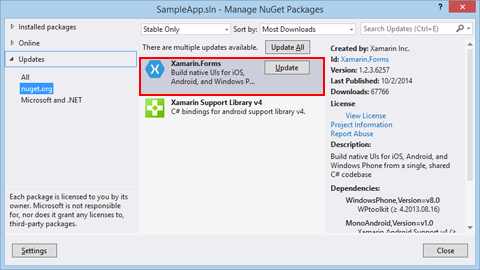 SampleApp.sln - Manage NuGet Packages
Installed packages
Online
Updates
All
nuget.org
Microsoft and .NET
Each package is licensed to you by its
owner. Microsoft is not responsible
for, nor does it grant any licenses to,
third-party packages.
Settings
Stable Only
Sort by: Most Downloads
There are multiple updates available. Update All
Xamarin.Forms
Build native UIs for iOS,
Android, and Windows P...
Update
Xamarin Support Library v4
C# bindings for android support library v4.
Search Updates (Ctrl+E)
Created by: Xamarin Inc.
Id: Xamarin.Forms
Version: 1.2.3.6257
Last Published: 10/2/2014
Downloads: 67766
License
View License
Project Information
Report Abuse
Description:
Build native UIs for iOS, Android, and
Windows Phone from a single, shared
C# codebase
Dependencies:
WindowsPhone,Version=v8.0
WPtoolkit (≥ 4.2013.08.16)
MonoAndroid,Version=v1.0
Xamarin Android Support v4 (≥
Close